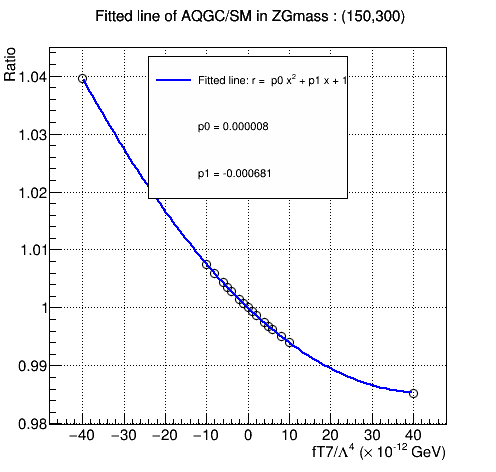 Fitted line of AQGC/SM in ZGmass : (150,300)
Ratio
1.04
1.03
1.02
1.01
1
0.99
0.98
Fitted line: r = p0 x² + p1 x + 1
p0 = 0.000008
p1 = -0.000681
−40 −30 −20 −10 0 10 20 30 40
fT7/Λ⁴ (× 10⁻¹² GeV)